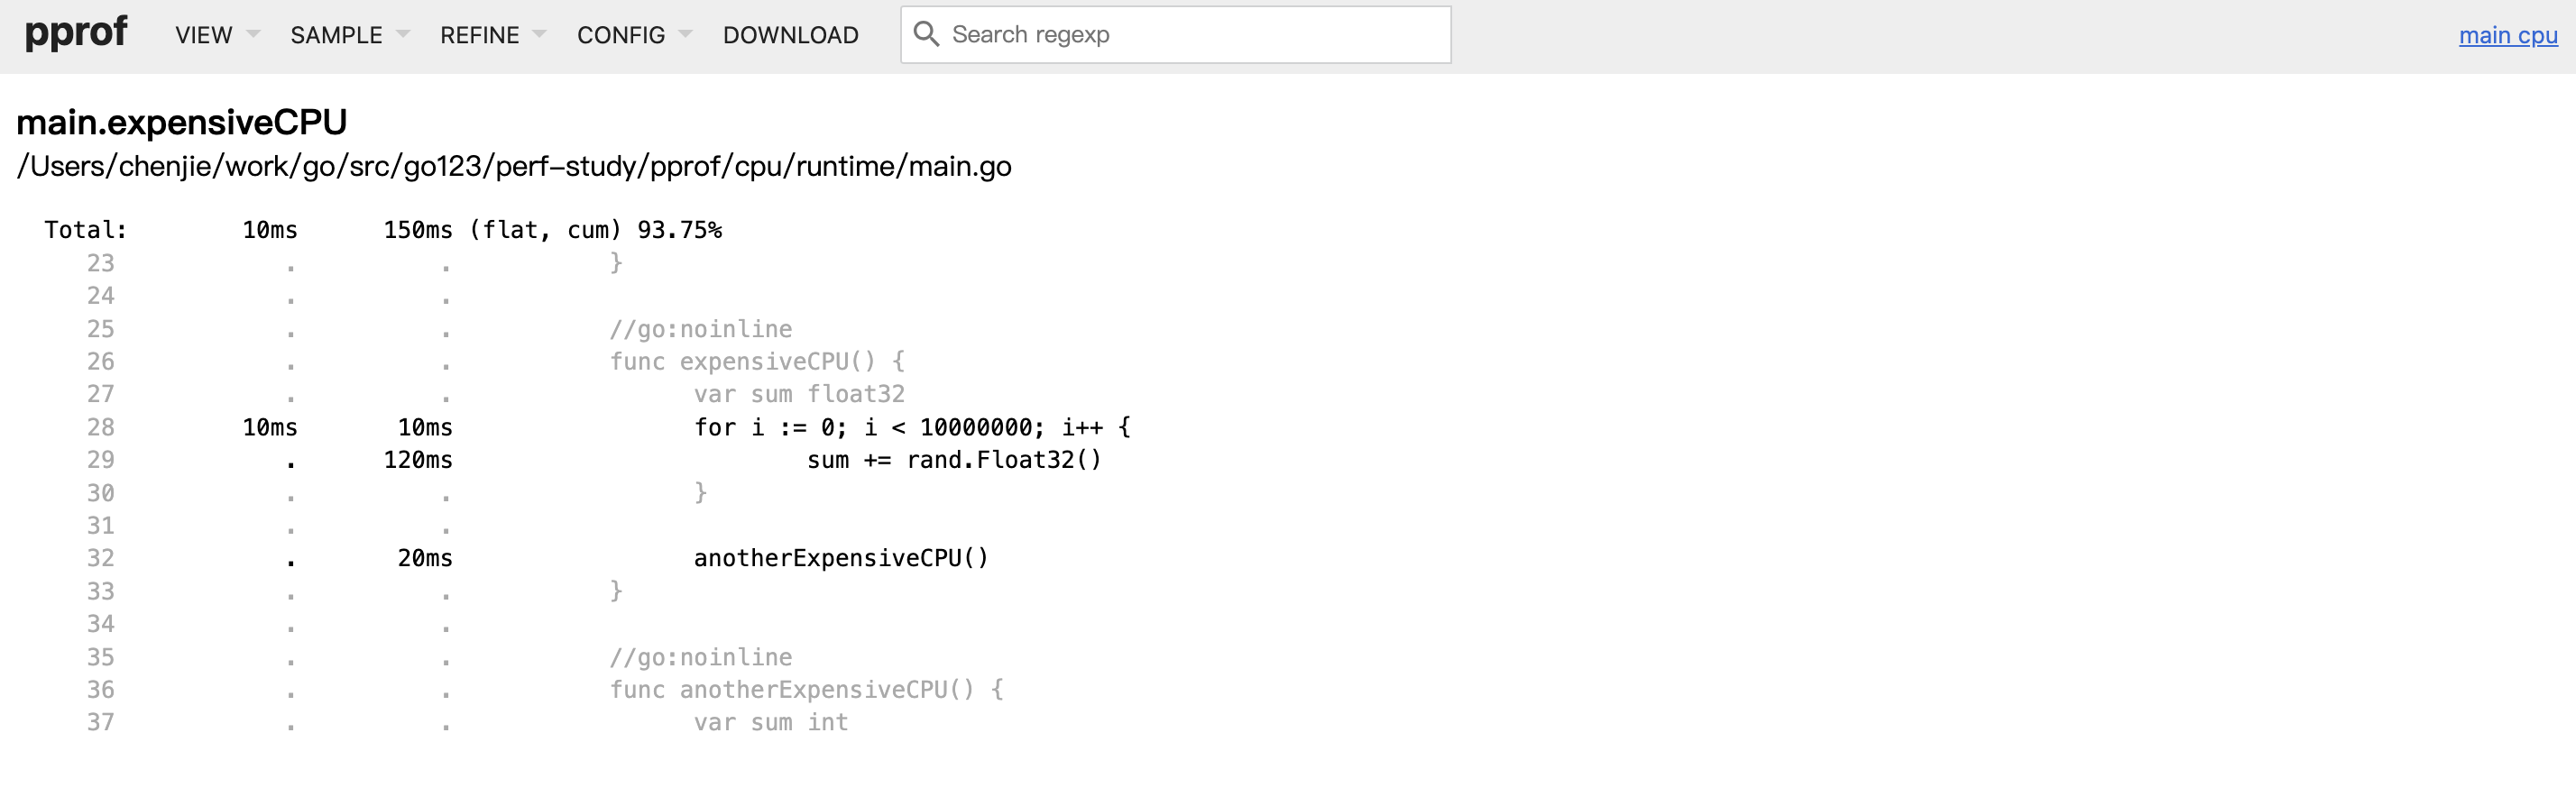 pprof VIEW SAMPLE REFINE CONFIG DOWNLOAD Search regexp main cpu
main.expensiveCPU
/Users/chenjie/work/go/src/go123/perf-study/pprof/cpu/runtime/main.go
Total: 10ms 150ms (flat, cum) 93.75%
23 . . }
24 . .
25 . . //go:noinline
26 . . func expensiveCPU() {
27 . . var sum float32
28 10ms 10ms for i := 0; i < 10000000; i++ {
29 . 120ms sum += rand.Float32()
30 . . }
31 . .
32 . 20ms anotherExpensiveCPU()
33 . . }
34 . .
35 . . //go:noinline
36 . . func anotherExpensiveCPU() {
37 . . var sum int